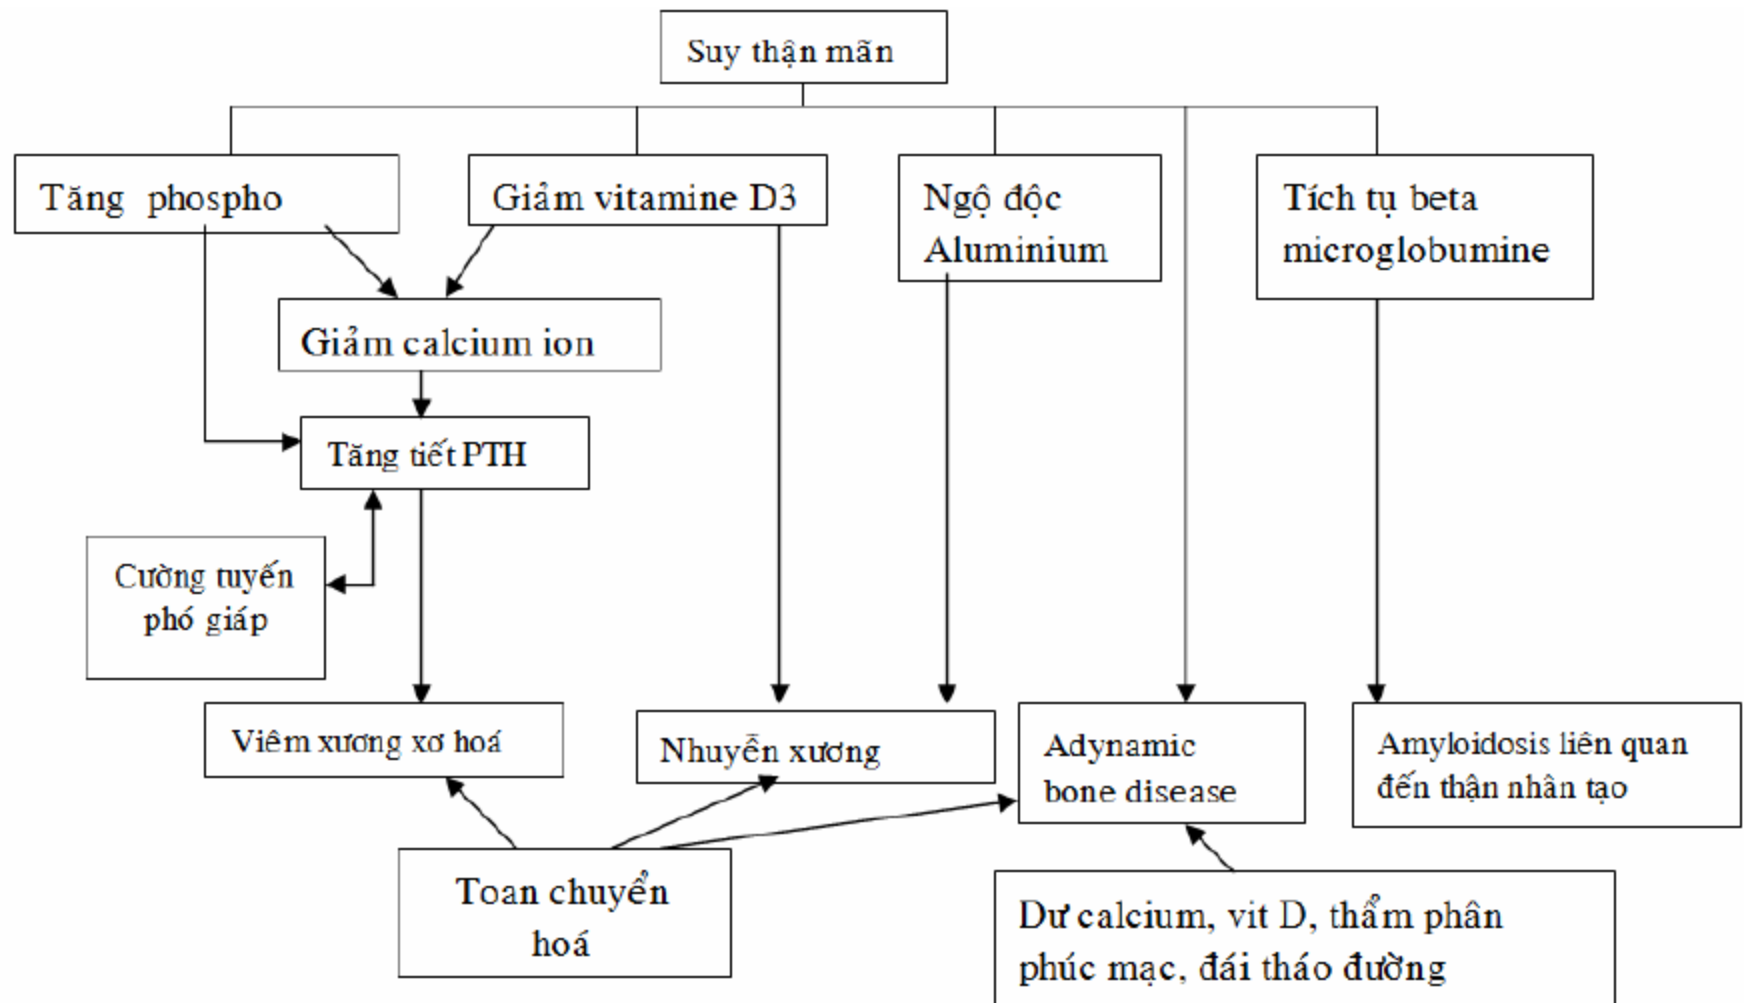 Suy thận mãn
Tăng phospho
Giảm vitamine D3
Ngộ độc
Aluminium
Tích tụ beta
microglobumine
Giảm calcium ion
Tăng tiết PTH
Cường tuyến
phó giáp
Viêm xương xơ hoá
Nhuyễn xương
Adynamic
bone disease
Amyloidosis liên quan
đến thận nhân tạo
Toan chuyển
hoá
Dư calcium, vit D, thẩm phân
phúc mạc, đái tháo đường